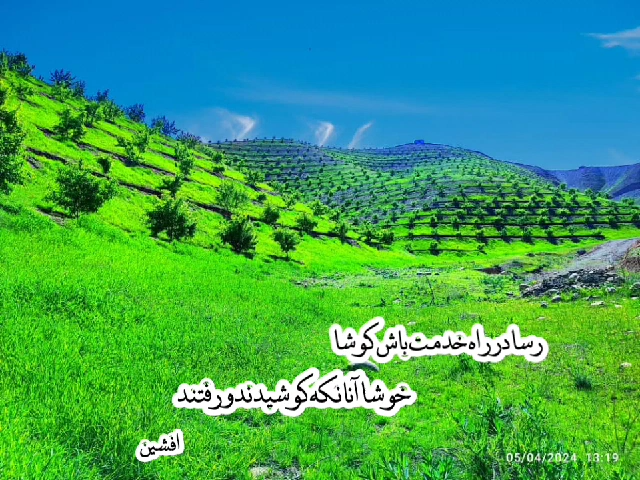 رسا در راه خدمت باش کوشا
خوشا آنانکه کوشیدند و رفتند
افشین
05/04/2024 13:19